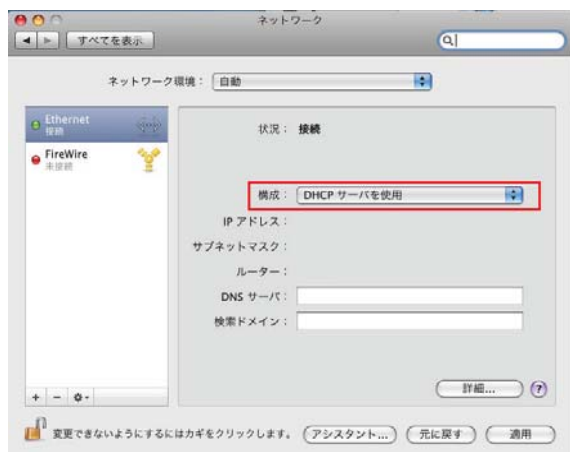 ネットワーク
すべてを表示
ネットワーク環境： 自動
Ethernet
接続
FireWire
未接続
状況： 接続
構成： DHCP サーバを使用
IP アドレス：
サブネットマスク：
ルーター：
DNS サーバ：
検索ドメイン：
詳細... ?
+ −
変更できないようにするにはカギをクリックします。 アシスタント... 元に戻す 適用